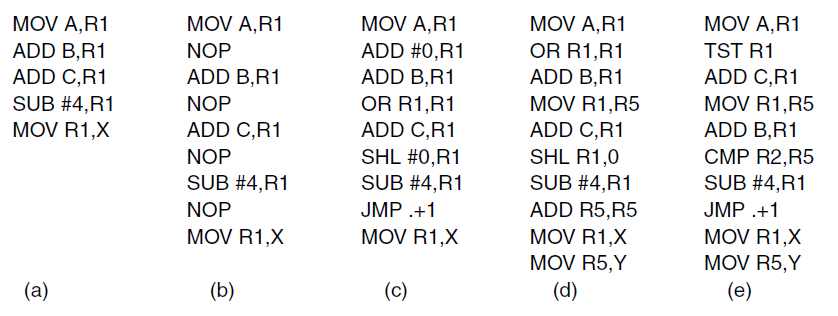 MOV A,R1 MOV A,R1 MOV A,R1 MOV A,R1 MOV A,R1
ADD B,R1 NOP ADD #0,R1 OR R1,R1 TST R1
ADD C,R1 ADD B,R1 ADD B,R1 ADD B,R1 ADD C,R1
SUB #4,R1 NOP OR R1,R1 MOV R1,R5 MOV R1,R5
MOV R1,X ADD C,R1 ADD C,R1 ADD C,R1 ADD B,R1
NOP SHL #0,R1 SHL R1,0 CMP R2,R5
SUB #4,R1 SUB #4,R1 SUB #4,R1 SUB #4,R1
NOP JMP .+1 ADD R5,R5 JMP .+1
MOV R1,X MOV R1,X MOV R1,X MOV R1,X
MOV R5,Y MOV R5,Y
(a) (b) (c) (d) (e)